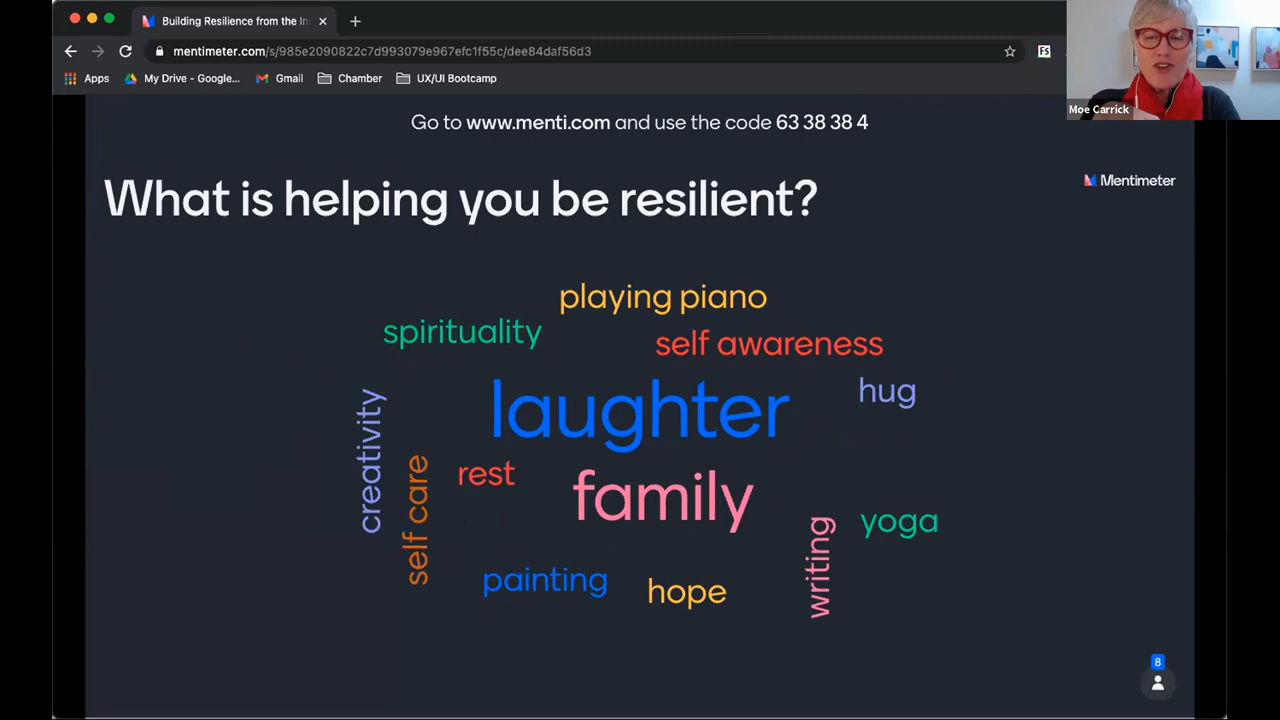 Building Resilience from the In
mentimeter.com/s/985e2090822c7d993079e967efc1f55c/dee84daf56d3
FS
Apps
My Drive - Google...
Gmail
Chamber
UX/UI Bootcamp
Moe Carrick
Go to www.menti.com and use the code 63 38 38 4
Mentimeter
What is helping you be resilient?
playing piano
spirituality
self awareness
laughter
hug
creativity
self care
rest
family
writing
yoga
painting
hope
8